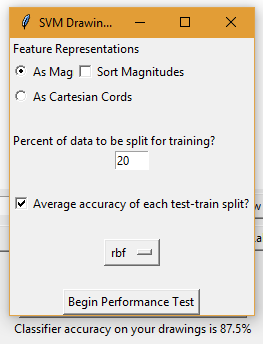 SVM Drawin...
Feature Representations
As Mag Sort Magnitudes
As Cartesian Cords
Percent of data to be split for training?
20
Average accuracy of each test-train split?
rbf
Begin Performance Test
Classifier accuracy on your drawings is 87.5%